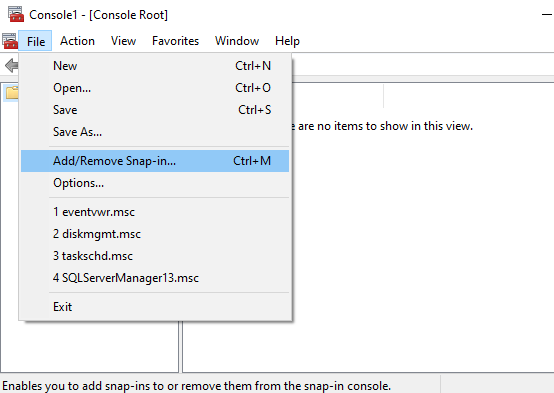 Console1 - [Console Root]
File Action View Favorites Window Help
New Ctrl+N
Open... Ctrl+O
Save Ctrl+S
Save As...
are no items to show in this view.
Add/Remove Snap-in... Ctrl+M
Options...
1 eventvwr.msc
2 diskmgmt.msc
3 taskschd.msc
4 SQLServerManager13.msc
Exit
Enables you to add snap-ins to or remove them from the snap-in console.